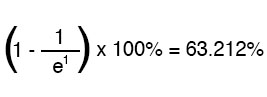 (1 - 1/e¹) x 100% = 63.212%